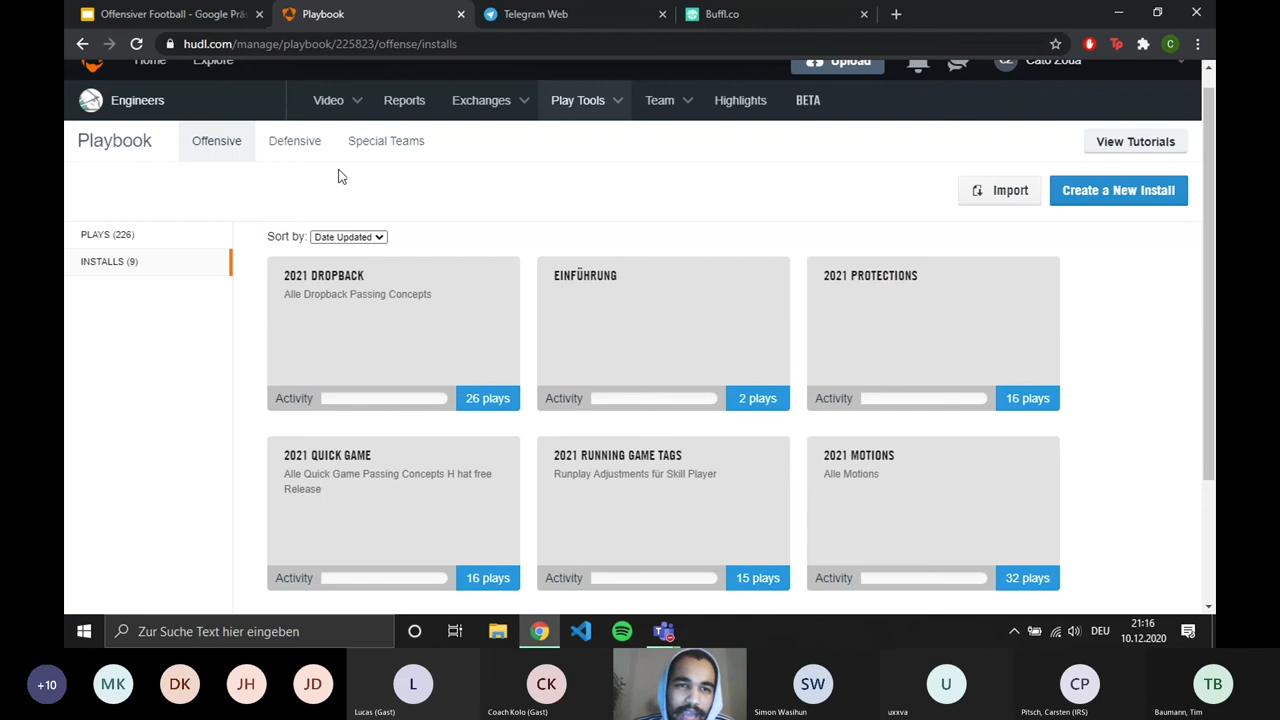 Offensiver Football - Google Prä
Playbook
Telegram Web
Buffl.co
hudl.com/manage/playbook/225823/offense/installs
Home
Explore
Upload
Cato Zoda
Engineers
Video
Reports
Exchanges
Play Tools
Team
Highlights
BETA
Playbook
Offensive
Defensive
Special Teams
View Tutorials
Import
Create a New Install
PLAYS (226)
INSTALLS (9)
Sort by:
Date Updated
2021 DROPBACK
Alle Dropback Passing Concepts
Activity
26 plays
EINFÜHRUNG
Activity
2 plays
2021 PROTECTIONS
Activity
16 plays
2021 QUICK GAME
Alle Quick Game Passing Concepts H hat free
Release
Activity
16 plays
2021 RUNNING GAME TAGS
Runplay Adjustments für Skill Player
Activity
15 plays
2021 MOTIONS
Alle Motions
Activity
32 plays
Zur Suche Text hier eingeben
DEU
21:16
10.12.2020
+10
MK
DK
JH
JD
L
Lucas (Gast)
CK
Coach Kolo (Gast)
SW
Simon Wasihun
U
uxxva
CP
Pitsch, Carsten (IRS)
TB
Baumann, Tim